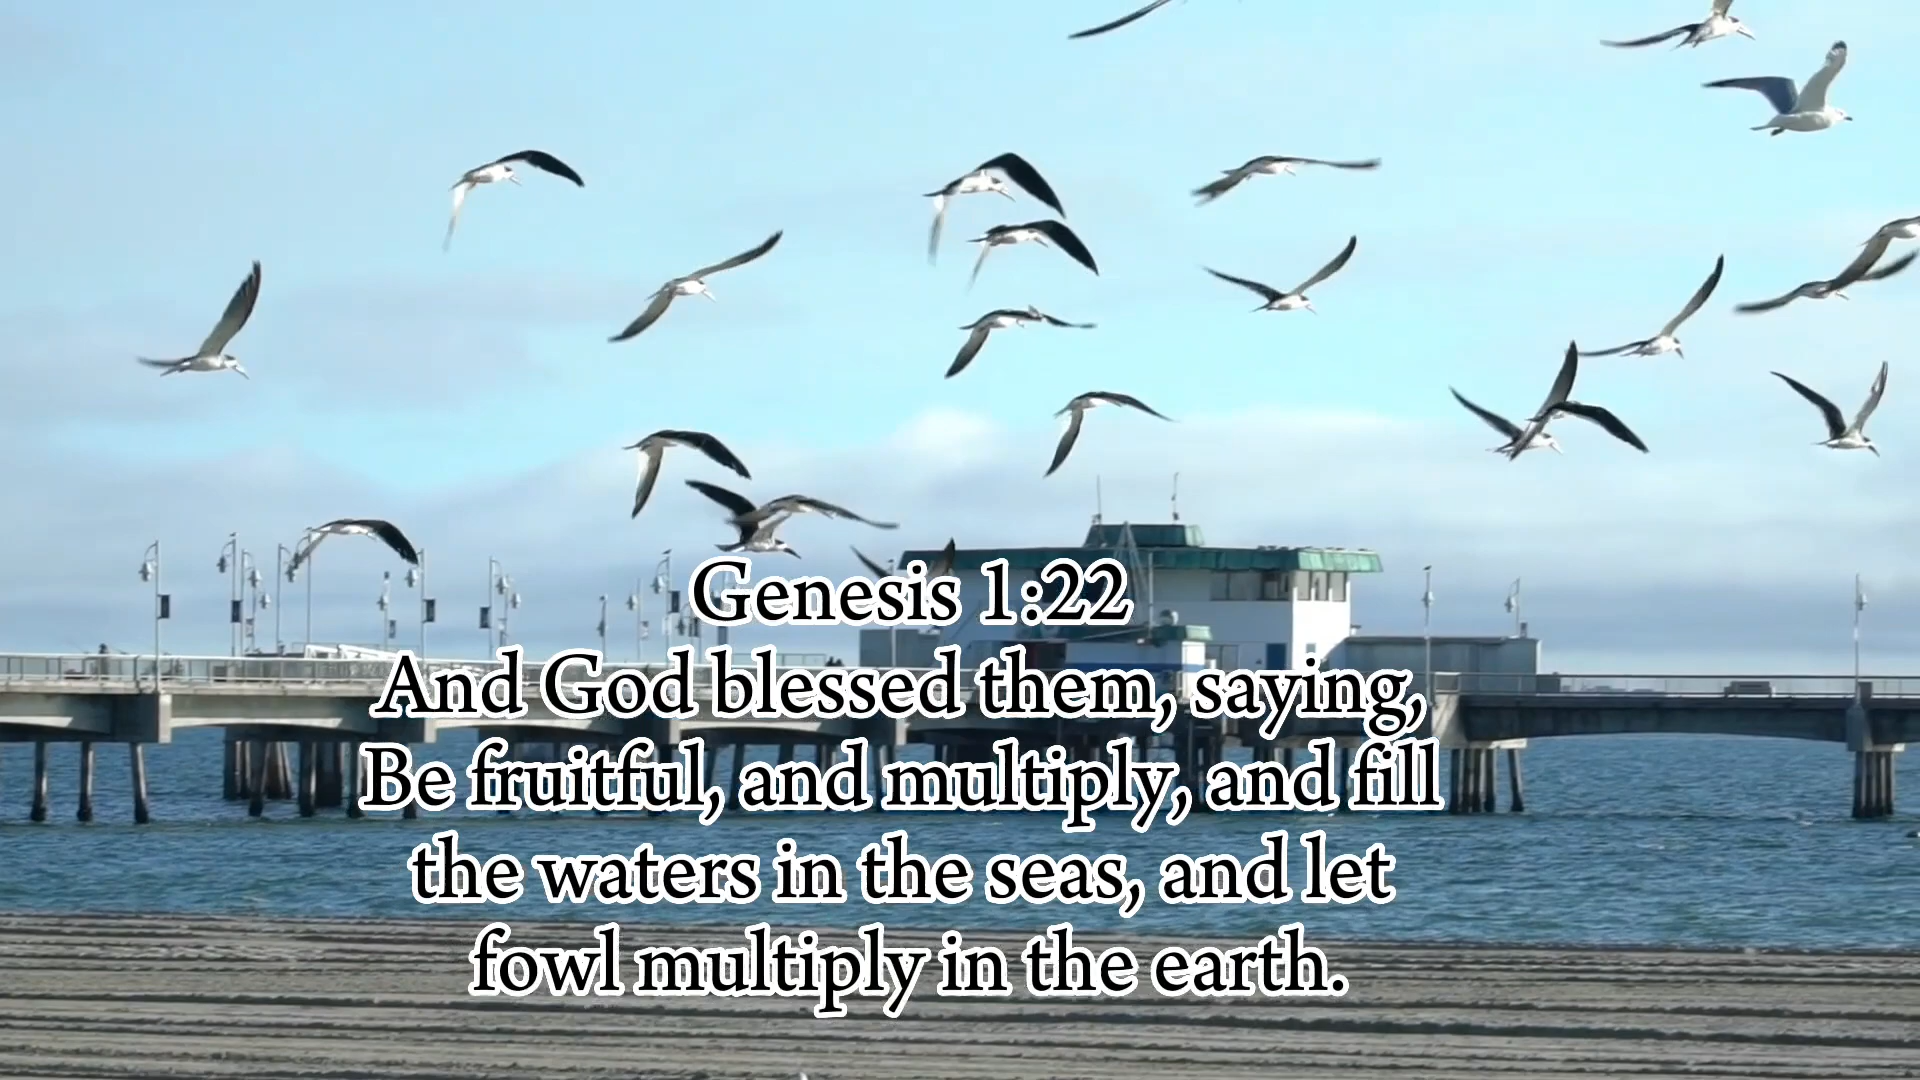 Genesis 1:22
And God blessed them, saying,
Be fruitful, and multiply, and fill
the waters in the seas, and let
fowl multiply in the earth.